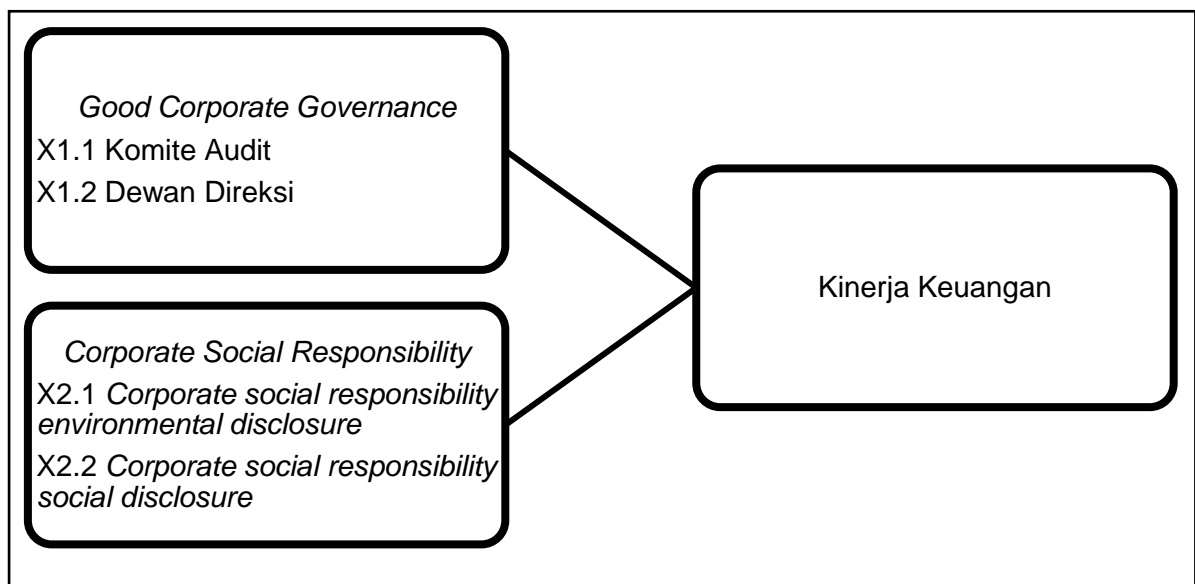 Good Corporate Governance
X1.1 Komite Audit
X1.2 Dewan Direksi
Corporate Social Responsibility
X2.1 Corporate social responsibility
environmental disclosure
X2.2 Corporate social responsibility
social disclosure
Kinerja Keuangan